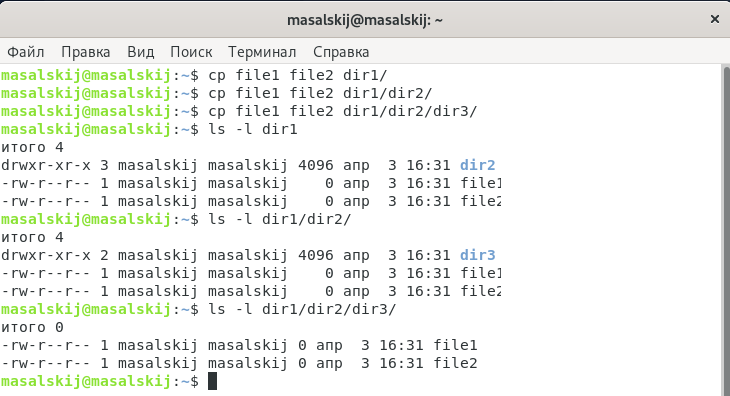 masalskij@masalskij: ~
×
Файл Правка Вид Поиск Терминал Справка
masalskij@masalskij:~$ cp file1 file2 dir1/
masalskij@masalskij:~$ cp file1 file2 dir1/dir2/
masalskij@masalskij:~$ cp file1 file2 dir1/dir2/dir3/
masalskij@masalskij:~$ ls -l dir1
итого 4
drwxr-xr-x 3 masalskij masalskij 4096 апр  3 16:31 dir2
-rw-r--r-- 1 masalskij masalskij    0 апр  3 16:31 file1
-rw-r--r-- 1 masalskij masalskij    0 апр  3 16:31 file2
masalskij@masalskij:~$ ls -l dir1/dir2/
итого 4
drwxr-xr-x 2 masalskij masalskij 4096 апр  3 16:31 dir3
-rw-r--r-- 1 masalskij masalskij    0 апр  3 16:31 file1
-rw-r--r-- 1 masalskij masalskij    0 апр  3 16:31 file2
masalskij@masalskij:~$ ls -l dir1/dir2/dir3/
итого 0
-rw-r--r-- 1 masalskij masalskij 0 апр  3 16:31 file1
-rw-r--r-- 1 masalskij masalskij 0 апр  3 16:31 file2
masalskij@masalskij:~$